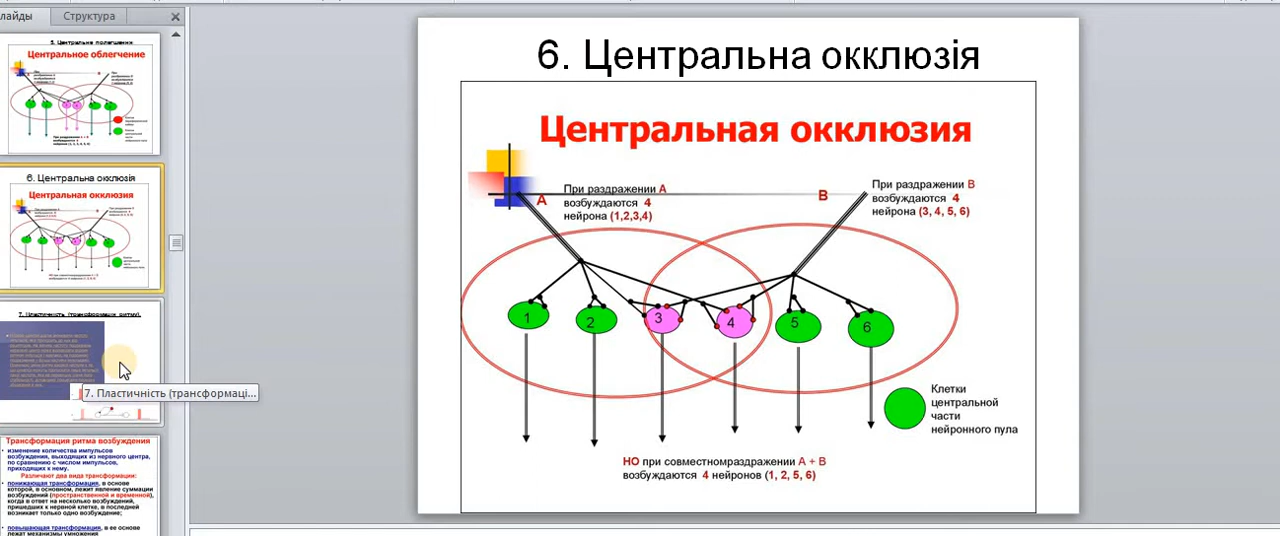 лайды
Структура
5. Центральне полегшення
Центральное облегчение
6. Центральна окклюзія
Центральная окклюзия
7. Пластичність (трансформація ритму).
7. Пластичність (трансформаці...
Трансформация ритма возбуждения
• изменение количества импульсов
возбуждения, выходящих из нервного центра,
по сравнению с числом импульсов,
приходящих к нему.
Различают два вида трансформации:
• понижающая трансформация, в основе
которой, в основном, лежит явление суммации
возбуждений (пространственной и временной),
когда в ответ на несколько возбуждений,
пришедших к нервной клетке, в последней
возникает только одно возбуждение;
• повышающая трансформация, в ее основе
лежат механизмы умножения
6. Центральна окклюзія
Центральная окклюзия
При раздражении А
возбуждаются 4
нейрона (1,2,3,4)
А
В
При раздражении В
возбуждаются 4
нейрона (3, 4, 5, 6)
1
2
3
4
5
6
Клетки
центральной
части
нейронного пула
НО при совместномраздражении А + В
возбуждаются 4 нейронов (1, 2, 5, 6)